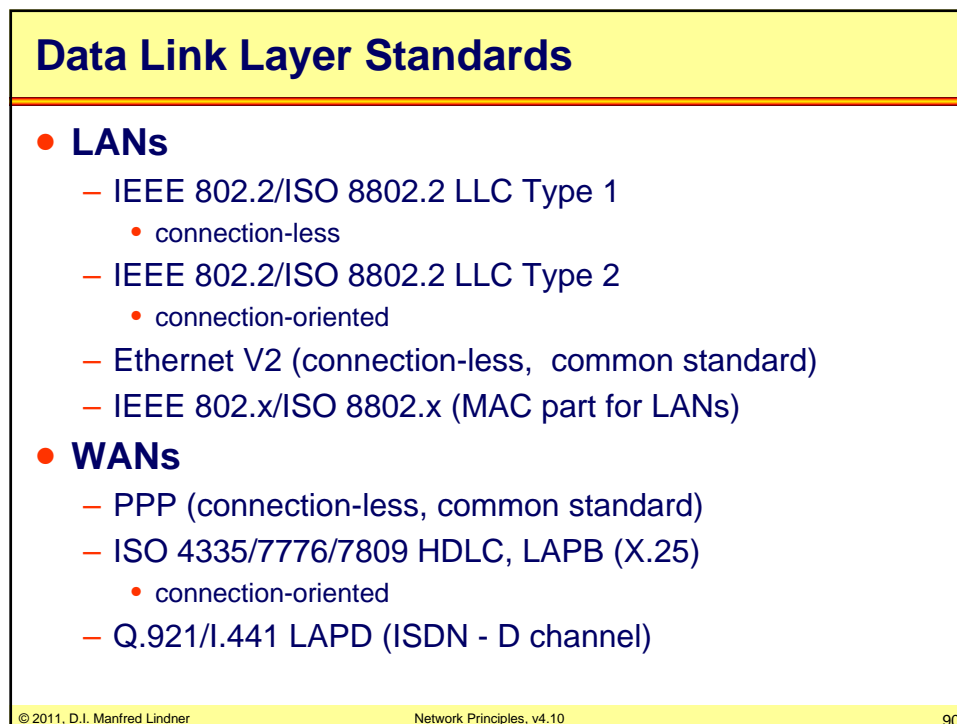 Data Link Layer Standards
• LANs
– IEEE 802.2/ISO 8802.2 LLC Type 1
• connection-less
– IEEE 802.2/ISO 8802.2 LLC Type 2
• connection-oriented
– Ethernet V2 (connection-less, common standard)
– IEEE 802.x/ISO 8802.x (MAC part for LANs)
• WANs
– PPP (connection-less, common standard)
– ISO 4335/7776/7809 HDLC, LAPB (X.25)
• connection-oriented
– Q.921/I.441 LAPD (ISDN - D channel)
© 2011, D.I. Manfred Lindner Network Principles, v4.10 90